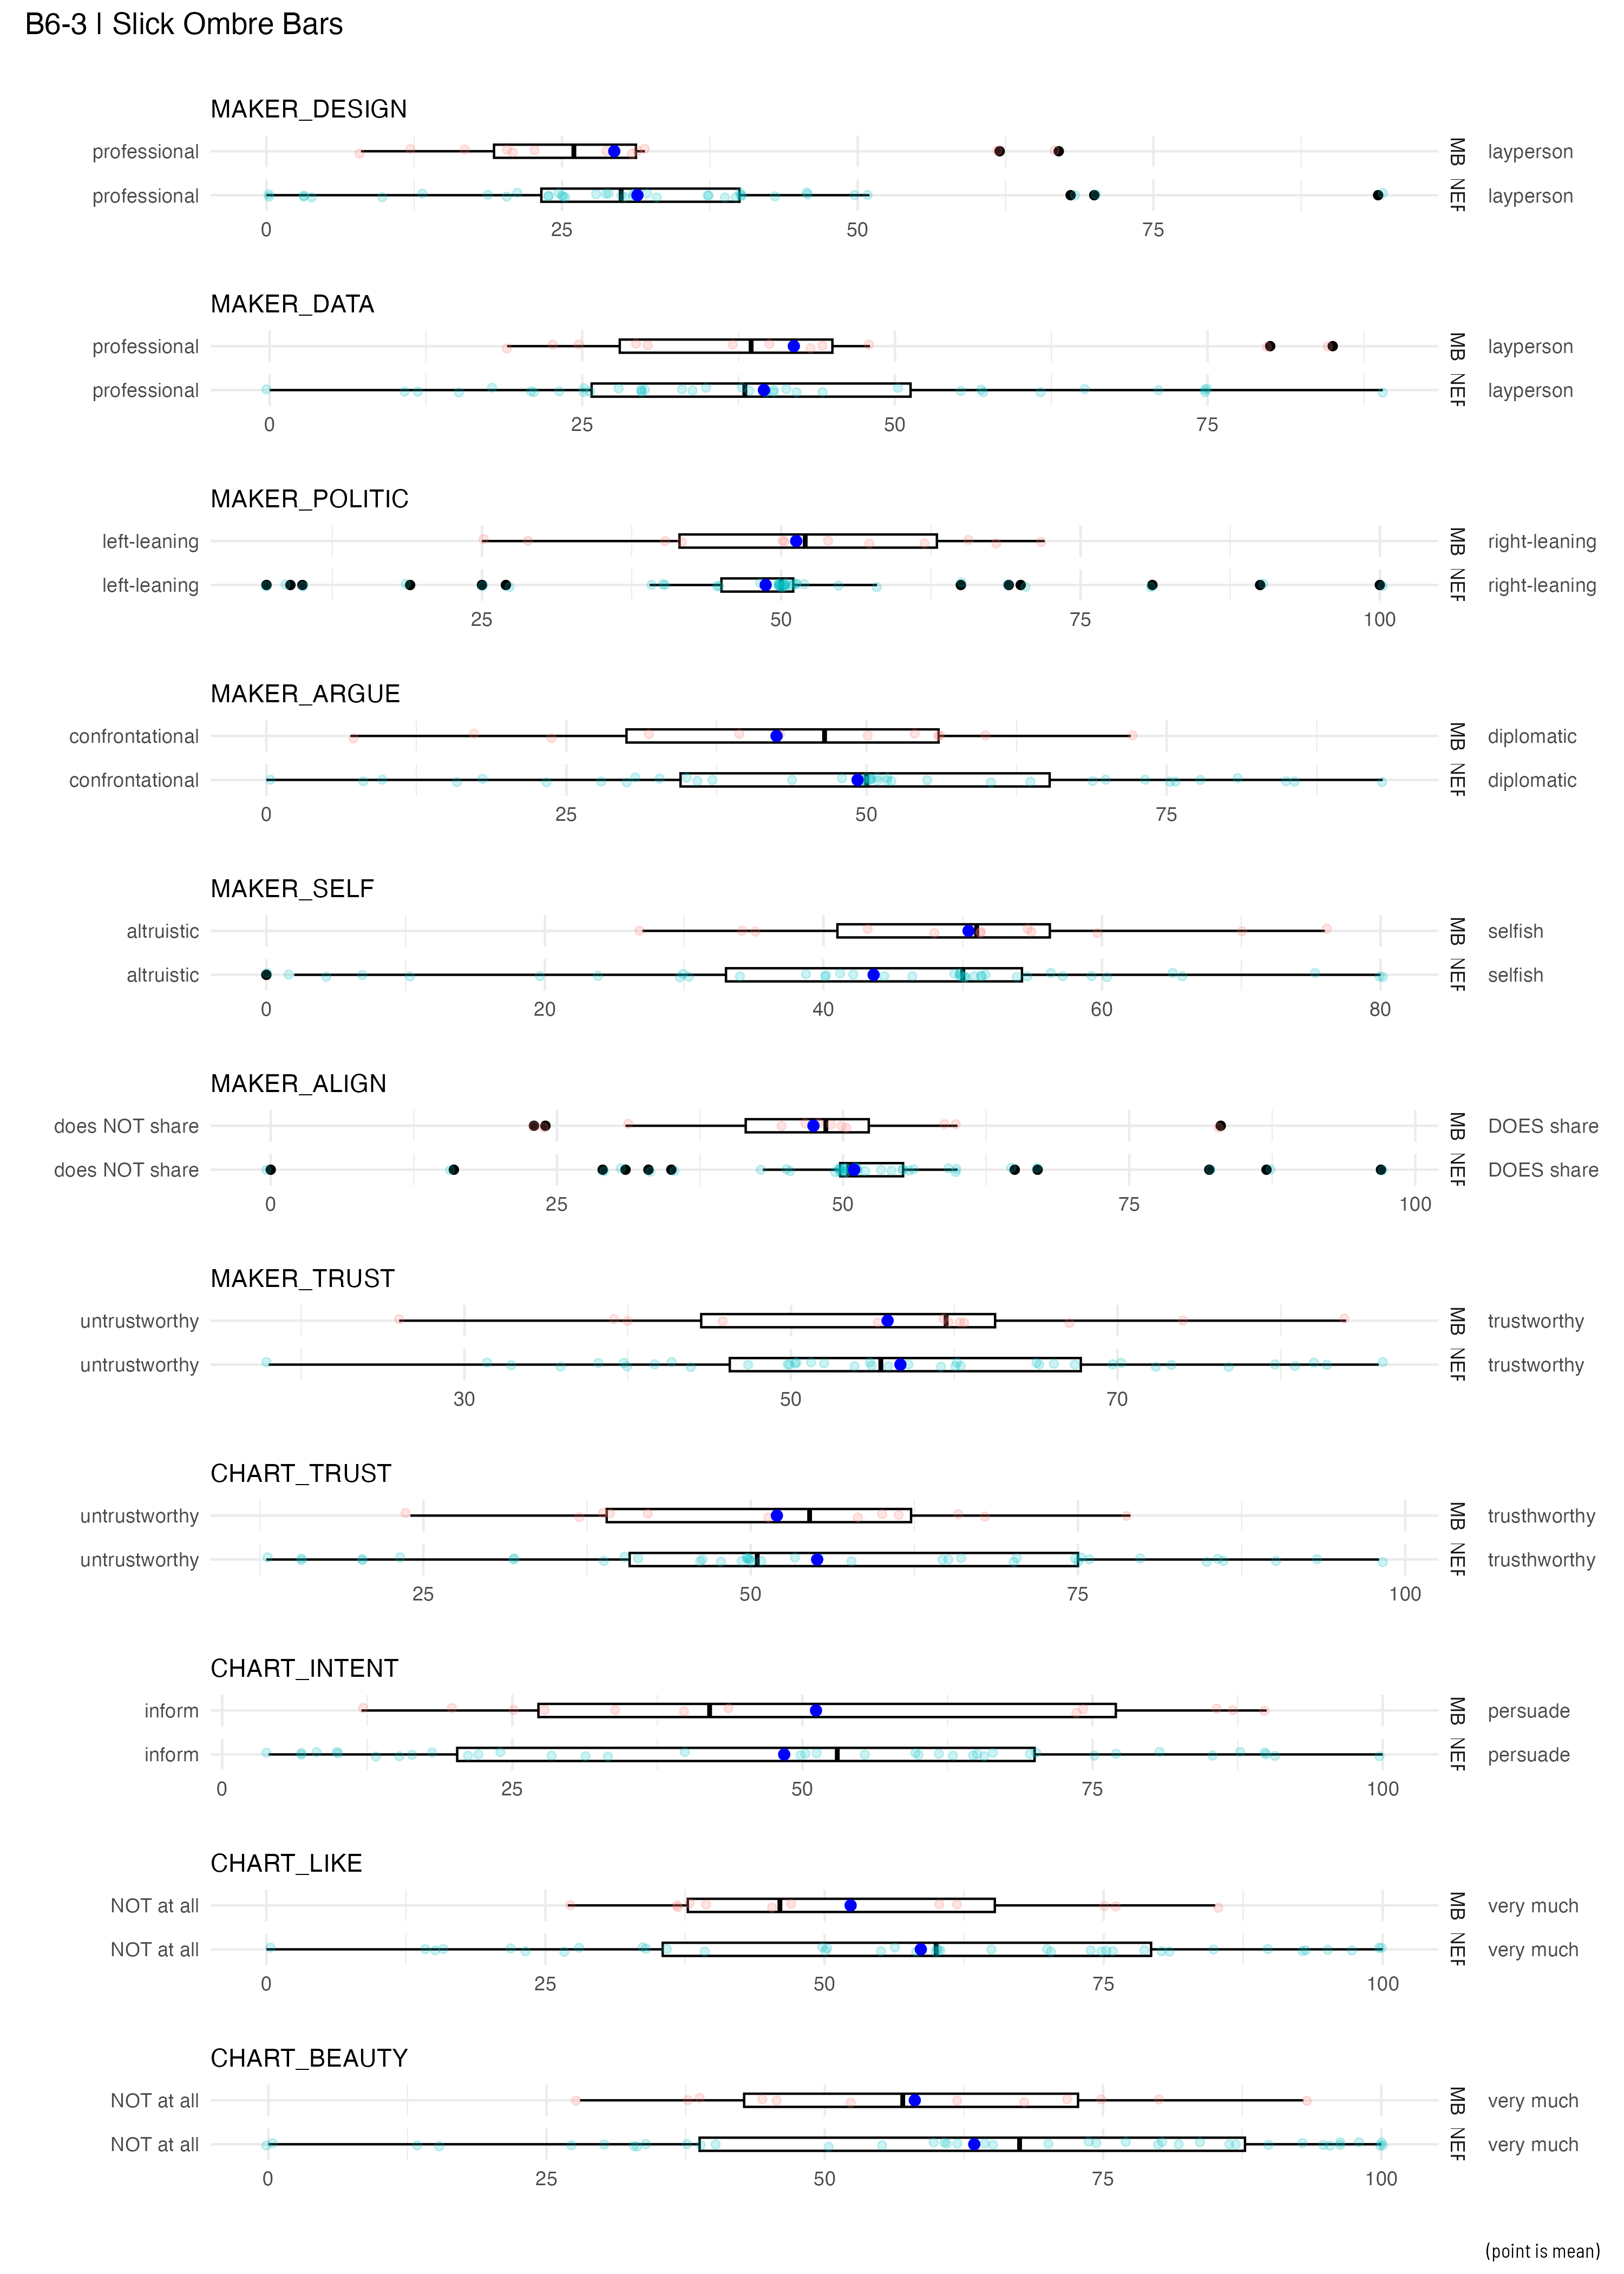 B6-3 | Slick Ombre Bars
MAKER_DESIGN
professional MB layperson
professional NEF layperson
0 25 50 75
MAKER_DATA
professional MB layperson
professional NEF layperson
0 25 50 75
MAKER_POLITIC
left-leaning MB right-leaning
left-leaning NEF right-leaning
25 50 75 100
MAKER_ARGUE
confrontational MB diplomatic
confrontational NEF diplomatic
0 25 50 75
MAKER_SELF
altruistic MB selfish
altruistic NEF selfish
0 20 40 60 80
MAKER_ALIGN
does NOT share MB DOES share
does NOT share NEF DOES share
0 25 50 75 100
MAKER_TRUST
untrustworthy MB trustworthy
untrustworthy NEF trustworthy
30 50 70
CHART_TRUST
untrustworthy MB trusthworthy
untrustworthy NEF trusthworthy
25 50 75 100
CHART_INTENT
inform MB persuade
inform NEF persuade
0 25 50 75 100
CHART_LIKE
NOT at all MB very much
NOT at all NEF very much
0 25 50 75 100
CHART_BEAUTY
NOT at all MB very much
NOT at all NEF very much
0 25 50 75 100
(point is mean)